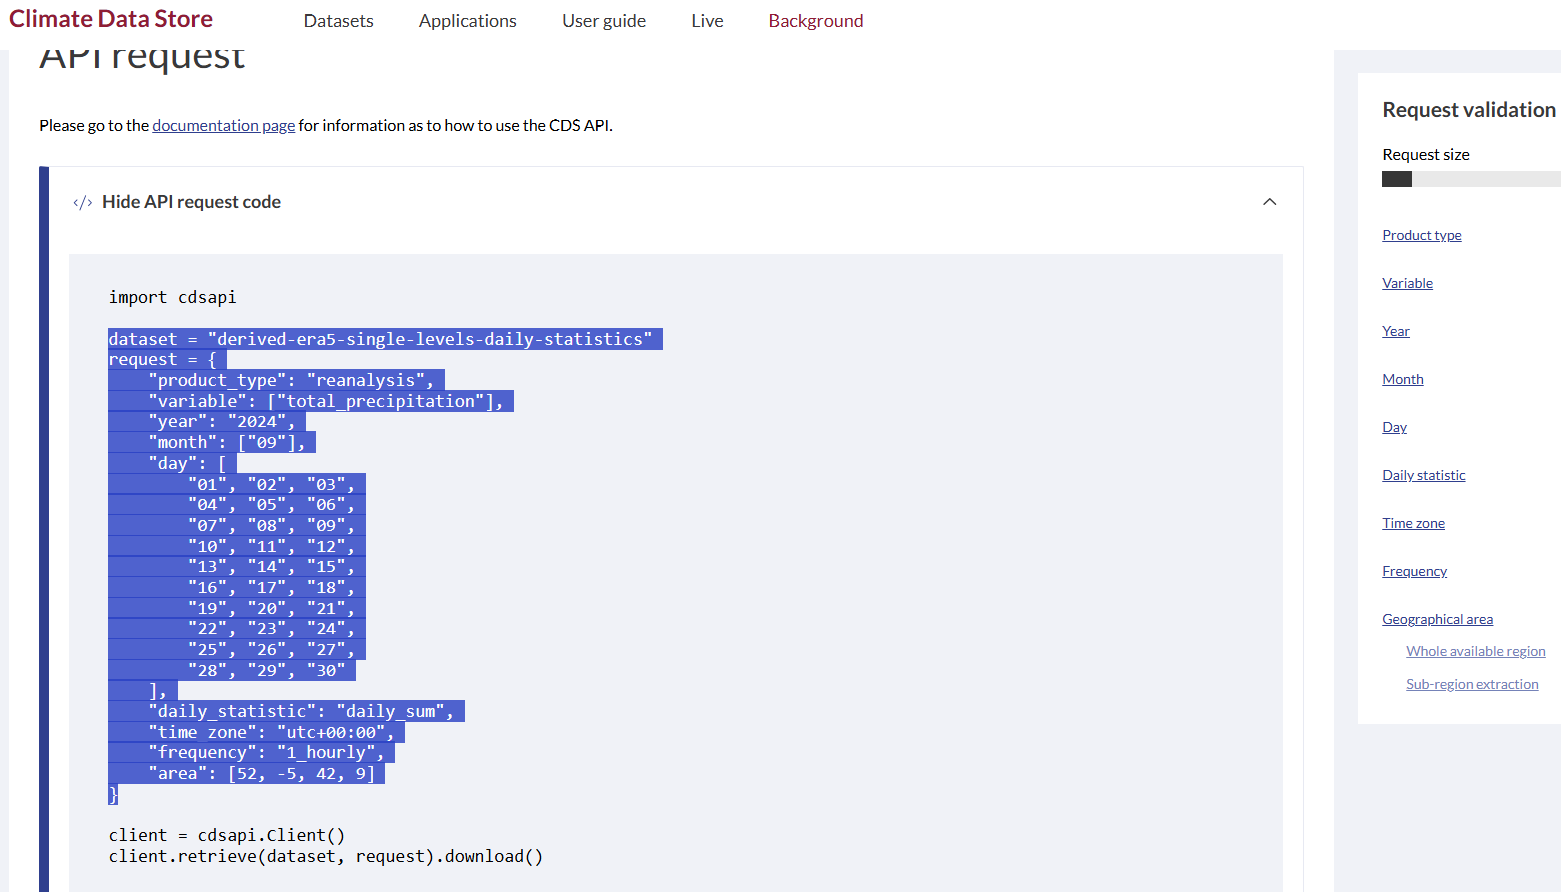 Climate Data Store
Datasets
Applications
User guide
Live
Background
API request
Please go to the documentation page for information as to how to use the CDS API.
</> Hide API request code
import cdsapi
dataset = "derived-era5-single-levels-daily-statistics"
request = {
    "product_type": "reanalysis",
    "variable": ["total_precipitation"],
    "year": "2024",
    "month": ["09"],
    "day": [
        "01", "02", "03",
        "04", "05", "06",
        "07", "08", "09",
        "10", "11", "12",
        "13", "14", "15",
        "16", "17", "18",
        "19", "20", "21",
        "22", "23", "24",
        "25", "26", "27",
        "28", "29", "30"
    ],
    "daily_statistic": "daily_sum",
    "time_zone": "utc+00:00",
    "frequency": "1_hourly",
    "area": [52, -5, 42, 9]
}
client = cdsapi.Client()
client.retrieve(dataset, request).download()
Request validation
Request size
Product type
Variable
Year
Month
Day
Daily statistic
Time zone
Frequency
Geographical area
Whole available region
Sub-region extraction